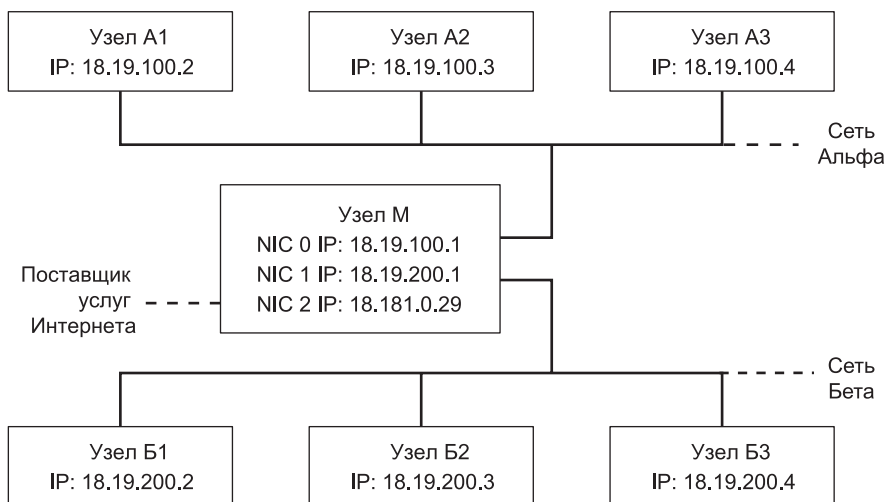 Узел А1
IP: 18.19.100.2
Узел А2
IP: 18.19.100.3
Узел А3
IP: 18.19.100.4
Сеть
Альфа
Узел М
NIC 0 IP: 18.19.100.1
NIC 1 IP: 18.19.200.1
NIC 2 IP: 18.181.0.29
Поставщик
услуг
Интернета
Сеть
Бета
Узел Б1
IP: 18.19.200.2
Узел Б2
IP: 18.19.200.3
Узел Б3
IP: 18.19.200.4